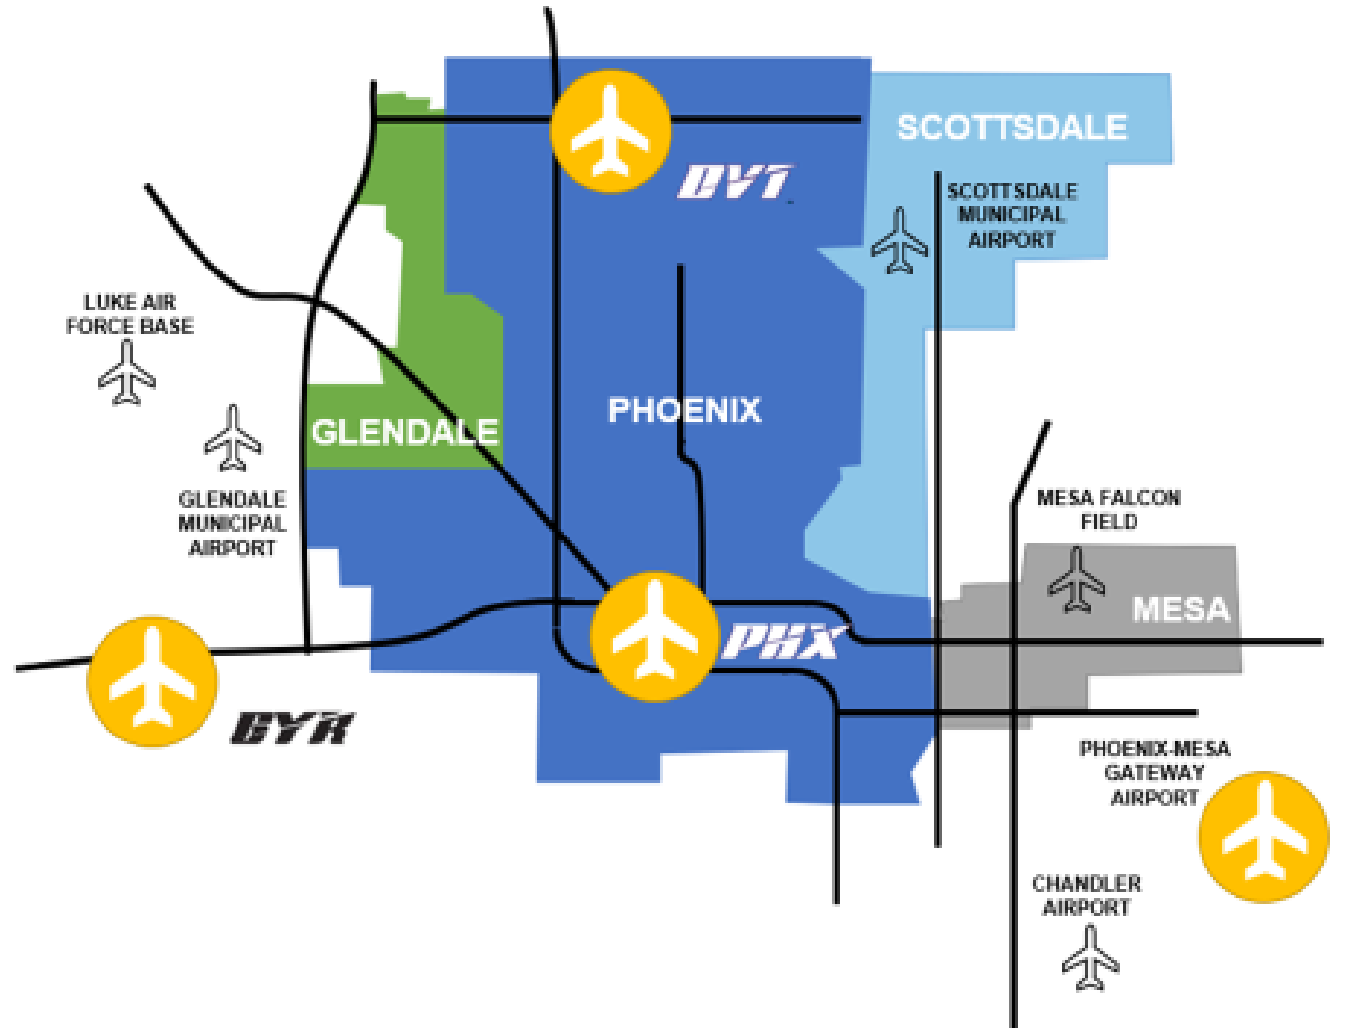 SCOTTSDALE
DVT
SCOTTSDALE
MUNICIPAL
AIRPORT
LUKE AIR
FORCE BASE
PHOENIX
GLENDALE
GLENDALE
MUNICIPAL
AIRPORT
MESA FALCON
FIELD
MESA
PHX
GYR
PHOENIX-MESA
GATEWAY
AIRPORT
CHANDLER
AIRPORT